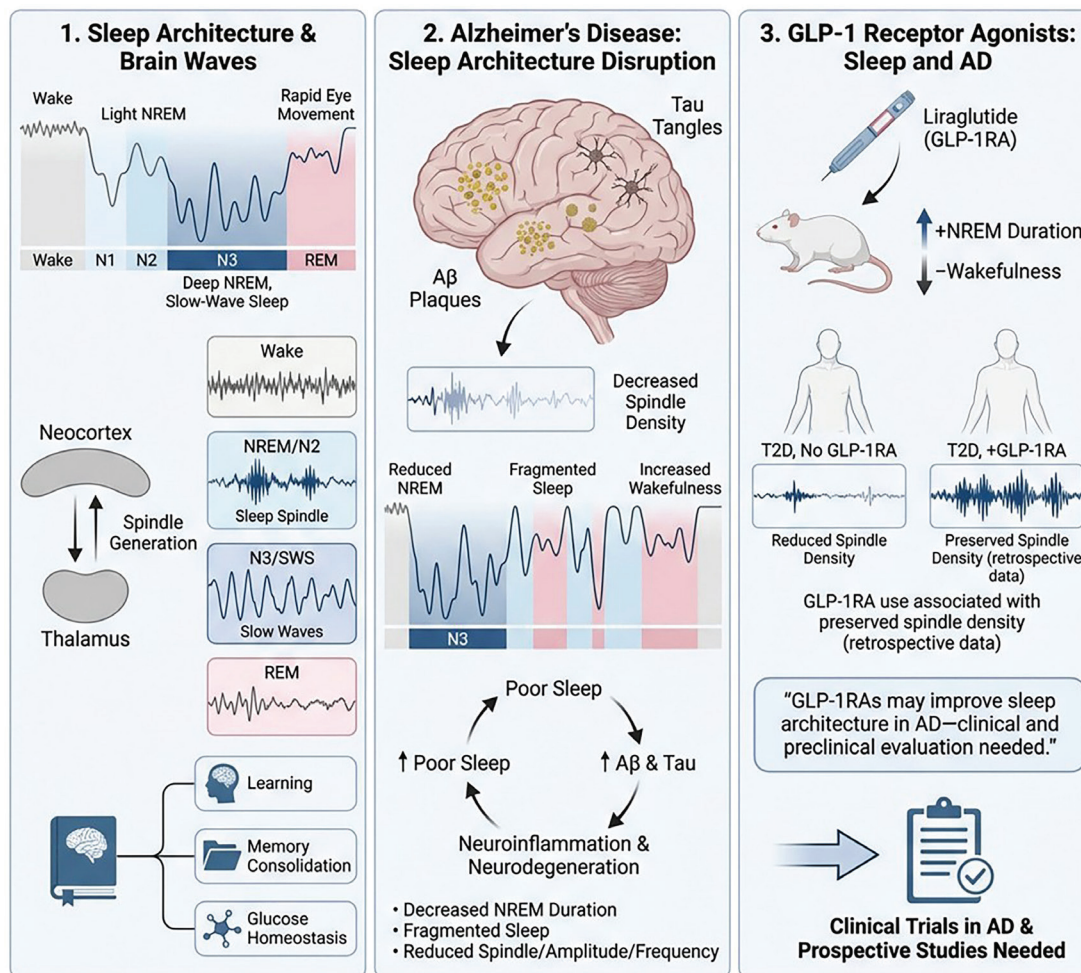 1. Sleep Architecture &
Brain Waves
Wake
Light NREM
Rapid Eye
Movement
Wake
N1
N2
N3
REM
Deep NREM,
Slow-Wave Sleep
Wake
Neocortex
NREM/N2
Sleep Spindle
Spindle
Generation
N3/SWS
Slow Waves
Thalamus
REM
Learning
Memory
Consolidation
Glucose
Homeostasis
2. Alzheimer's Disease:
Sleep Architecture Disruption
Tau
Tangles
Aβ
Plaques
Decreased
Spindle
Density
Reduced
NREM
Fragmented
Sleep
Increased
Wakefulness
N3
Poor Sleep
↑ Aβ & Tau
Neuroinflammation &
Neurodegeneration
↑ Poor Sleep
• Decreased NREM Duration
• Fragmented Sleep
• Reduced Spindle/Amplitude/Frequency
3. GLP-1 Receptor Agonists:
Sleep and AD
Liraglutide
(GLP-1RA)
+NREM Duration
−Wakefulness
T2D, No GLP-1RA
Reduced Spindle
Density
T2D, +GLP-1RA
Preserved Spindle
Density (retrospective
data)
GLP-1RA use associated with
preserved spindle density
(retrospective data)
"GLP-1RAs may improve sleep
architecture in AD—clinical and
preclinical evaluation needed."
Clinical Trials in AD &
Prospective Studies Needed